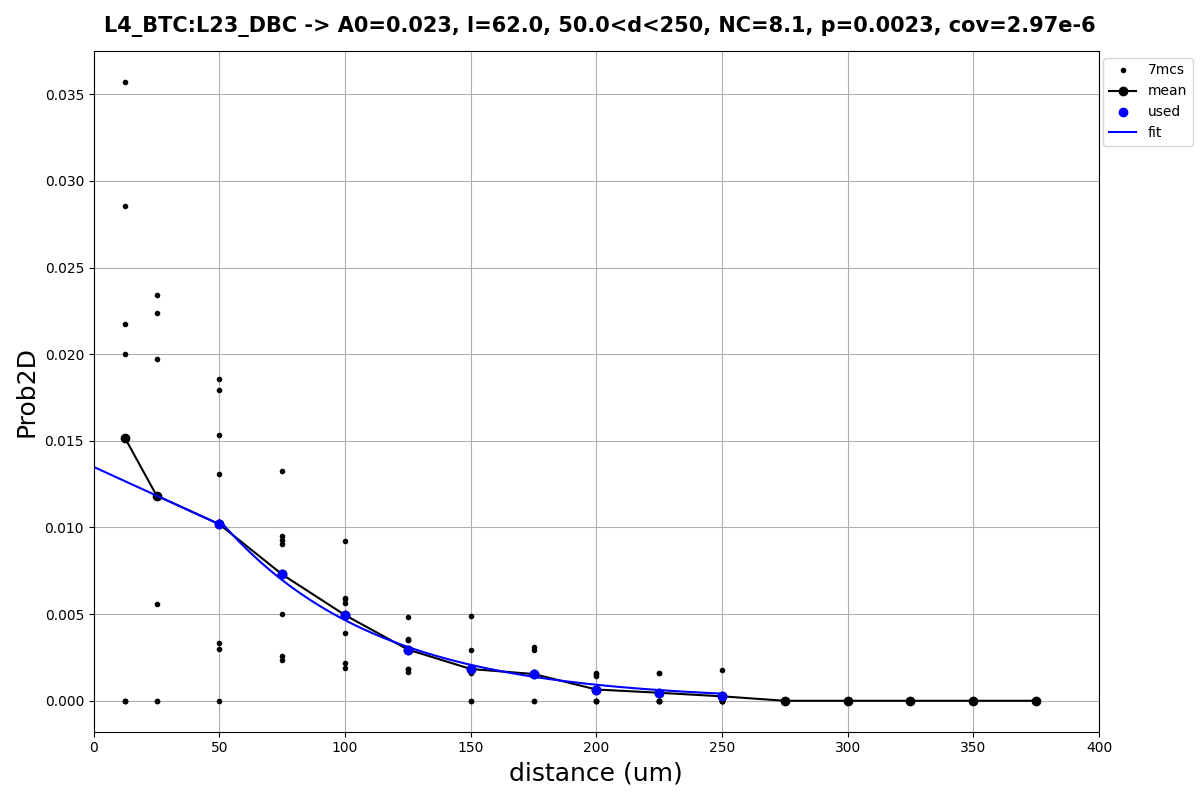 L4_BTC:L23_DBC -> A0=0.023, l=62.0, 50.0<d<250, NC=8.1, p=0.0023, cov=2.97e-6
7mcs
mean
used
fit
Prob2D
0.035
0.030
0.025
0.020
0.015
0.010
0.005
0.000
0 50 100 150 200 250 300 350 400
distance (um)